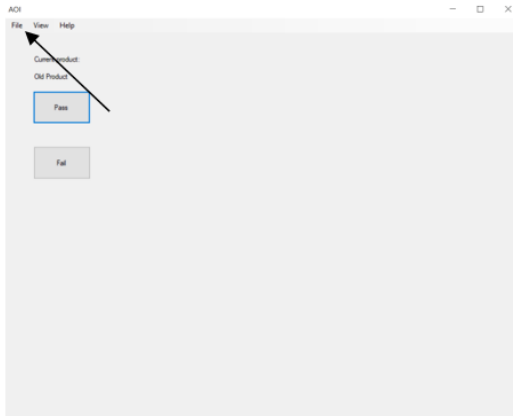 AOI
File View Help
Current product:
Old Product
Pass
Fail